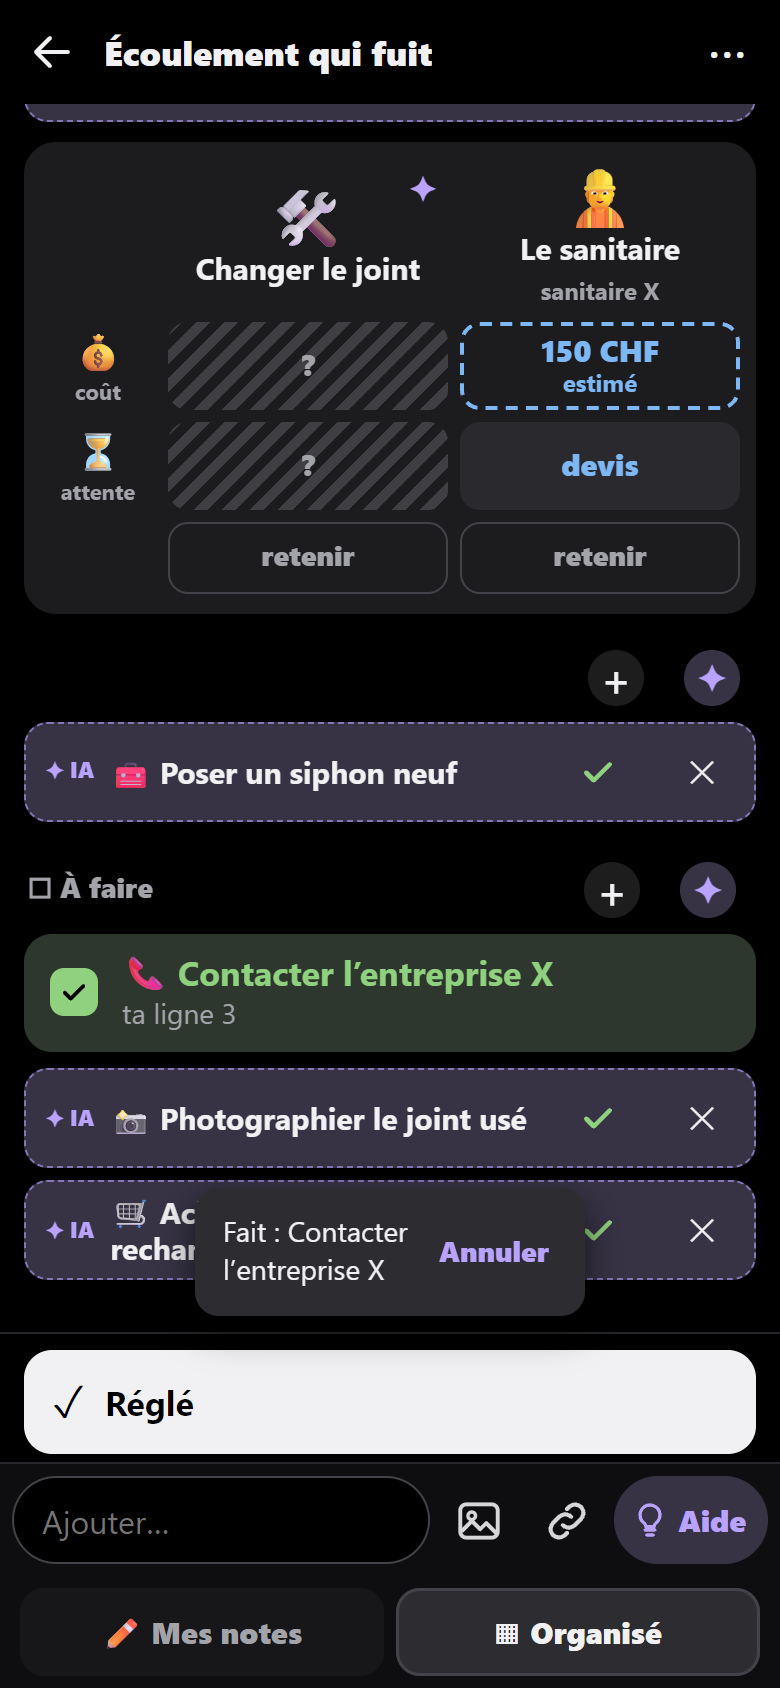 Écoulement qui fuit
Changer le joint
Le sanitaire
sanitaire X
coût
?
150 CHF
estimé
attente
?
devis
retenir
retenir
+
IA
Poser un siphon neuf
À faire
+
Contacter l’entreprise X
ta ligne 3
IA
Photographier le joint usé
IA
Fait : Contacter
l’entreprise X
Annuler
Réglé
Ajouter...
Aide
Mes notes
Organisé